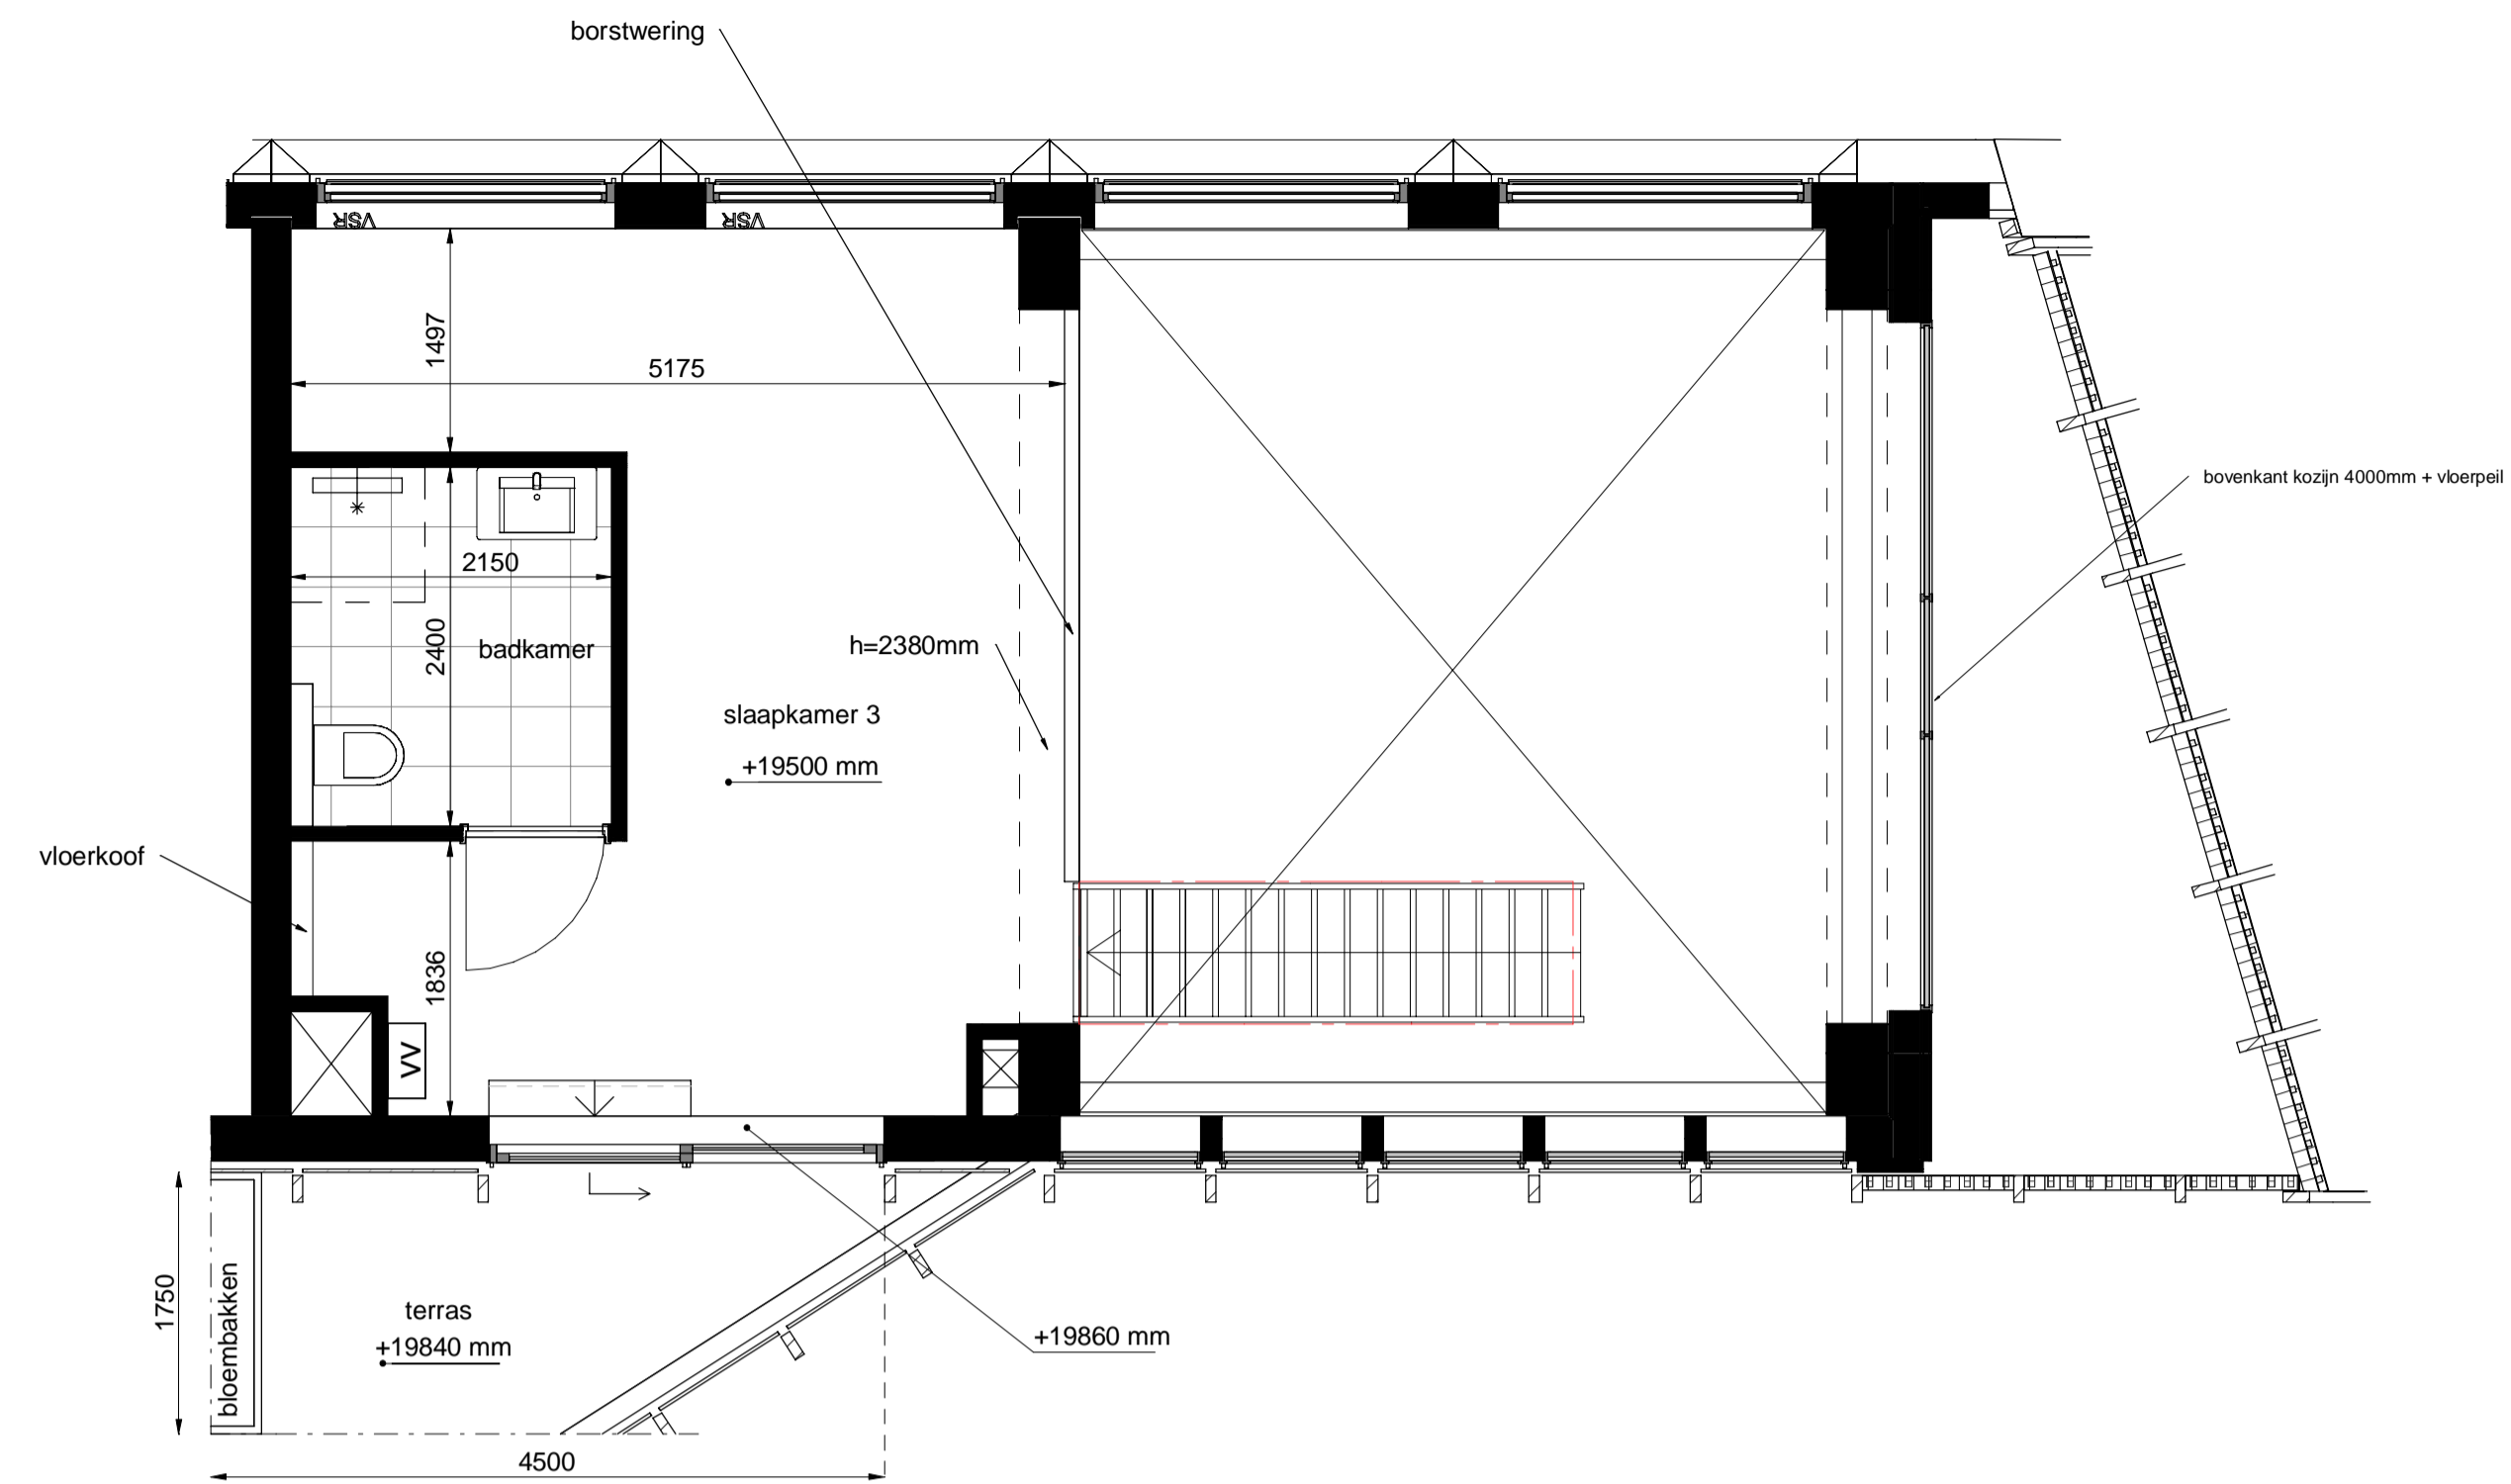 borstwering
VSR
VSR
1497
5175
bovenkant kozijn 4000mm + vloerpeil
2150
2400
badkamer
h=2380mm
slaapkamer 3
+19500 mm
vloerkoof
1836
VV
1750
bloembakken
terras
+19840 mm
+19860 mm
4500